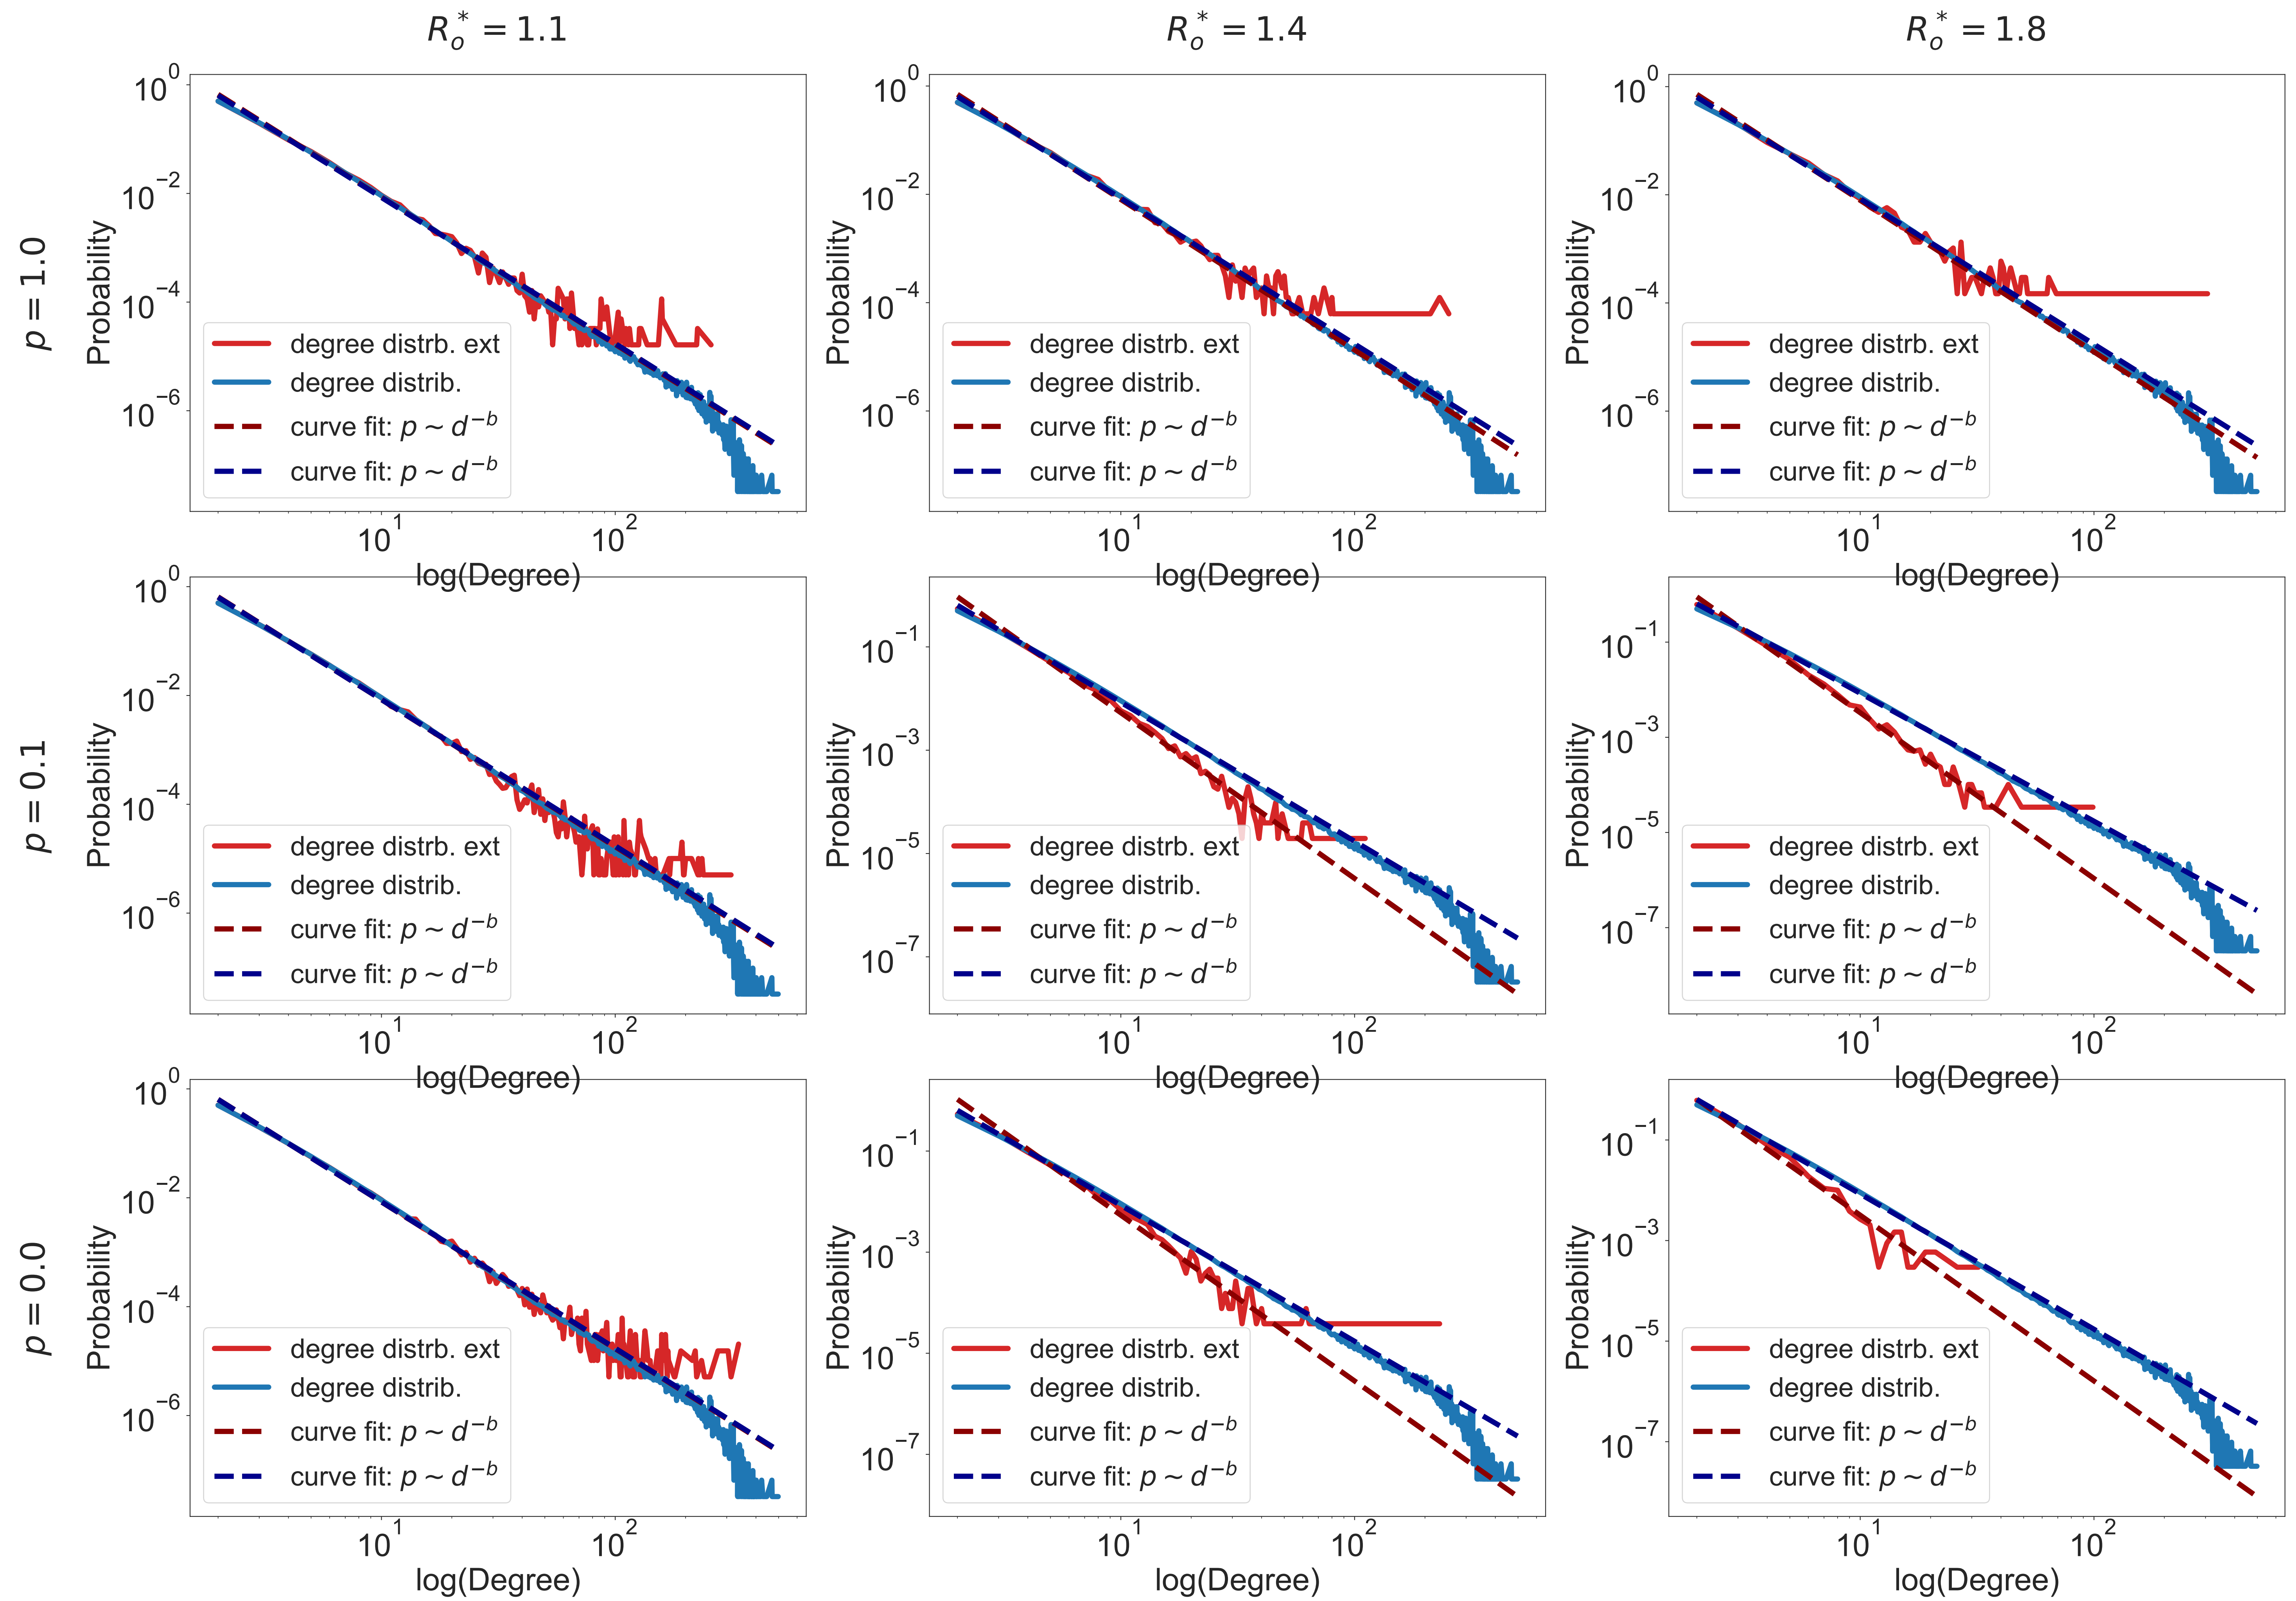 R_o^* = 1.1
R_o^* = 1.4
R_o^* = 1.8
p = 1.0
Probability
10^0
10^−2
10^−4
10^−6
degree distrb. ext
degree distrib.
curve fit: p ~ d^−b
curve fit: p ~ d^−b
10^1
10^2
log(Degree)
Probability
10^0
10^−2
10^−4
10^−6
degree distrb. ext
degree distrib.
curve fit: p ~ d^−b
curve fit: p ~ d^−b
10^1
10^2
log(Degree)
Probability
10^0
10^−2
10^−4
10^−6
degree distrb. ext
degree distrib.
curve fit: p ~ d^−b
curve fit: p ~ d^−b
10^1
10^2
log(Degree)
p = 0.1
Probability
10^0
10^−2
10^−4
10^−6
degree distrb. ext
degree distrib.
curve fit: p ~ d^−b
curve fit: p ~ d^−b
10^1
10^2
log(Degree)
Probability
10^−1
10^−3
10^−5
10^−7
degree distrb. ext
degree distrib.
curve fit: p ~ d^−b
curve fit: p ~ d^−b
10^1
10^2
log(Degree)
Probability
10^−1
10^−3
10^−5
10^−7
degree distrb. ext
degree distrib.
curve fit: p ~ d^−b
curve fit: p ~ d^−b
10^1
10^2
log(Degree)
p = 0.0
Probability
10^0
10^−2
10^−4
10^−6
degree distrb. ext
degree distrib.
curve fit: p ~ d^−b
curve fit: p ~ d^−b
10^1
10^2
log(Degree)
Probability
10^−1
10^−3
10^−5
10^−7
degree distrb. ext
degree distrib.
curve fit: p ~ d^−b
curve fit: p ~ d^−b
10^1
10^2
log(Degree)
Probability
10^−1
10^−3
10^−5
10^−7
degree distrb. ext
degree distrib.
curve fit: p ~ d^−b
curve fit: p ~ d^−b
10^1
10^2
log(Degree)